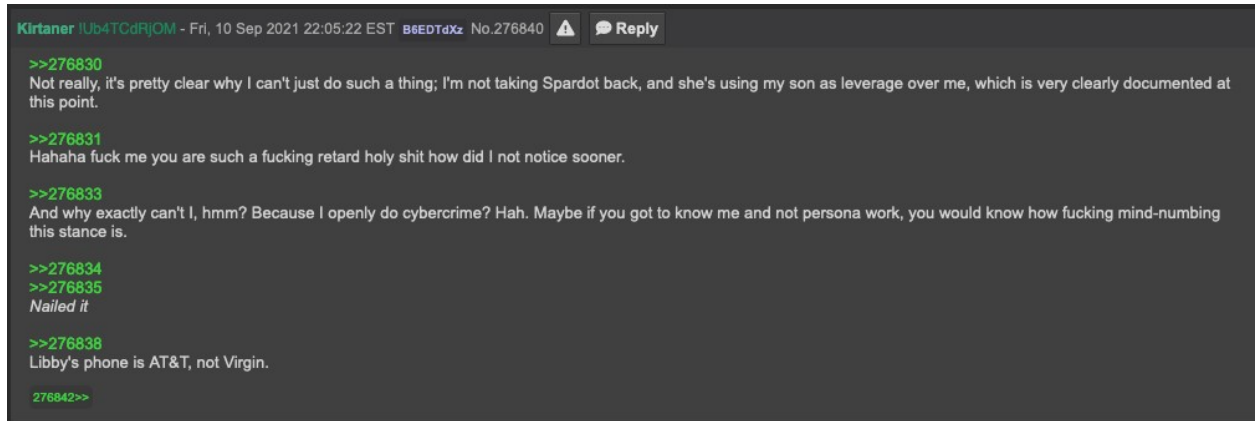 Kirtaner !Ub4TCdRjOM - Fri, 10 Sep 2021 22:05:22 EST B6EDTdXz No.276840 Reply
>>276830
Not really, it's pretty clear why I can't just do such a thing; I'm not taking Spardot back, and she's using my son as leverage over me, which is very clearly documented at
this point.
>>276831
Hahaha fuck me you are such a fucking retard holy shit how did I not notice sooner.
>>276833
And why exactly can't I, hmm? Because I openly do cybercrime? Hah. Maybe if you got to know me and not persona work, you would know how fucking mind-numbing
this stance is.
>>276834
>>276835
Nailed it
>>276838
Libby's phone is AT&T, not Virgin.
276842>>